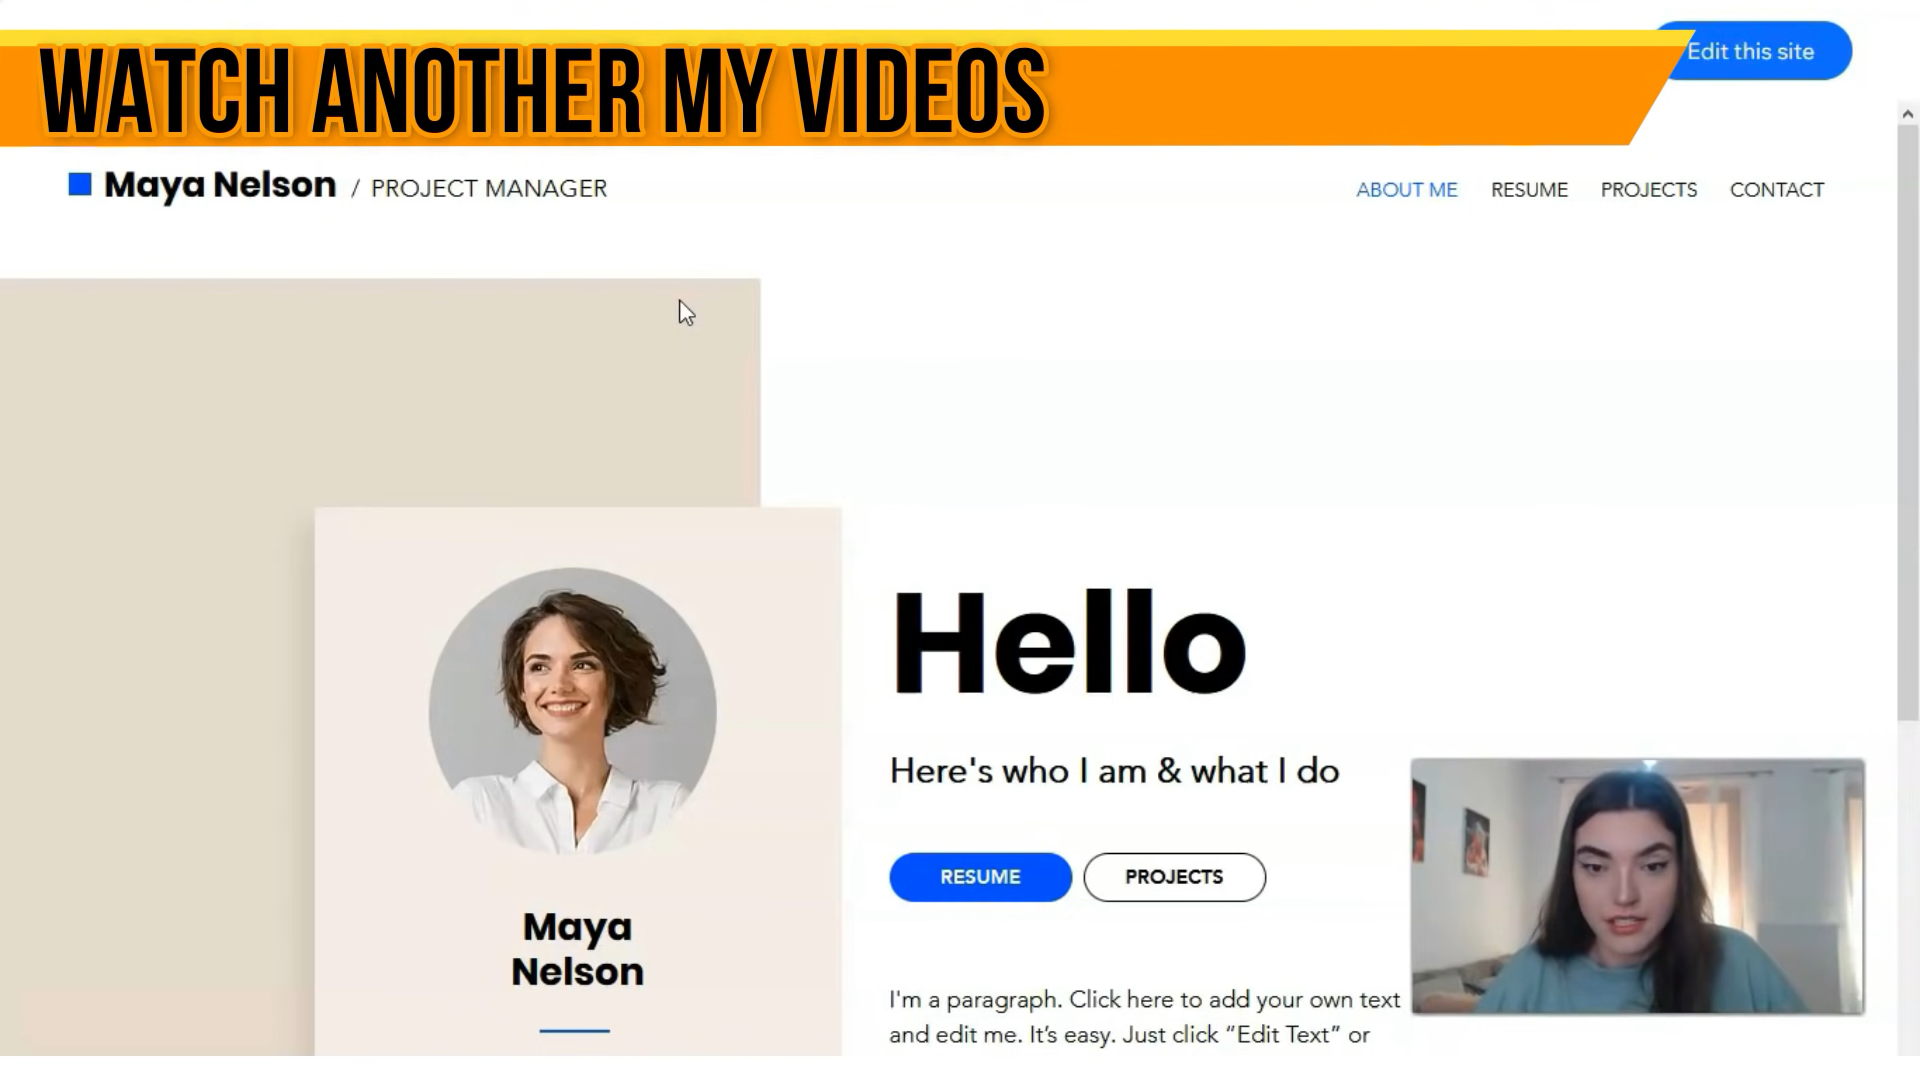 WATCH ANOTHER MY VIDEOS
Edit this site
Maya Nelson / PROJECT MANAGER
ABOUT ME RESUME PROJECTS CONTACT
Hello
Here's who I am & what I do
RESUME PROJECTS
Maya
Nelson
I'm a paragraph. Click here to add your own text
and edit me. It’s easy. Just click “Edit Text” or